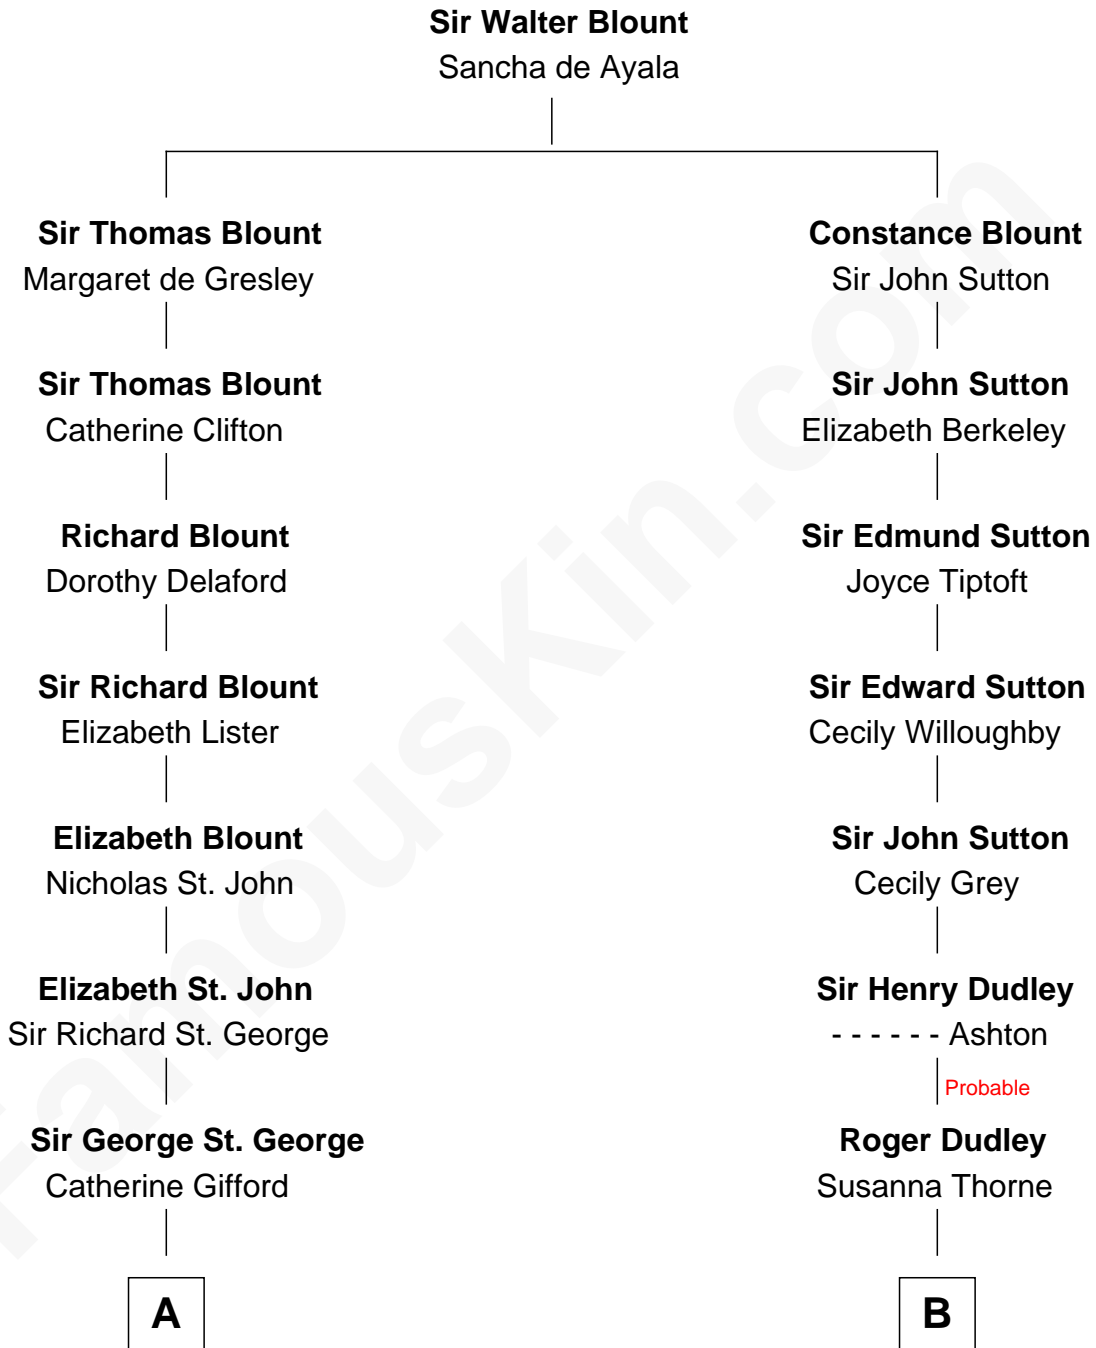 Sir Walter Blount
Sancha de Ayala
Sir Thomas Blount
Margaret de Gresley
Sir Thomas Blount
Catherine Clifton
Richard Blount
Dorothy Delaford
Sir Richard Blount
Elizabeth Lister
Elizabeth Blount
Nicholas St. John
Elizabeth St. John
Sir Richard St. George
Sir George St. George
Catherine Gifford
A
Constance Blount
Sir John Sutton
Sir John Sutton
Elizabeth Berkeley
Sir Edmund Sutton
Joyce Tiptoft
Sir Edward Sutton
Cecily Willoughby
Sir John Sutton
Cecily Grey
Sir Henry Dudley
- - - - - - Ashton
Probable
Roger Dudley
Susanna Thorne
B
FamousKin.com